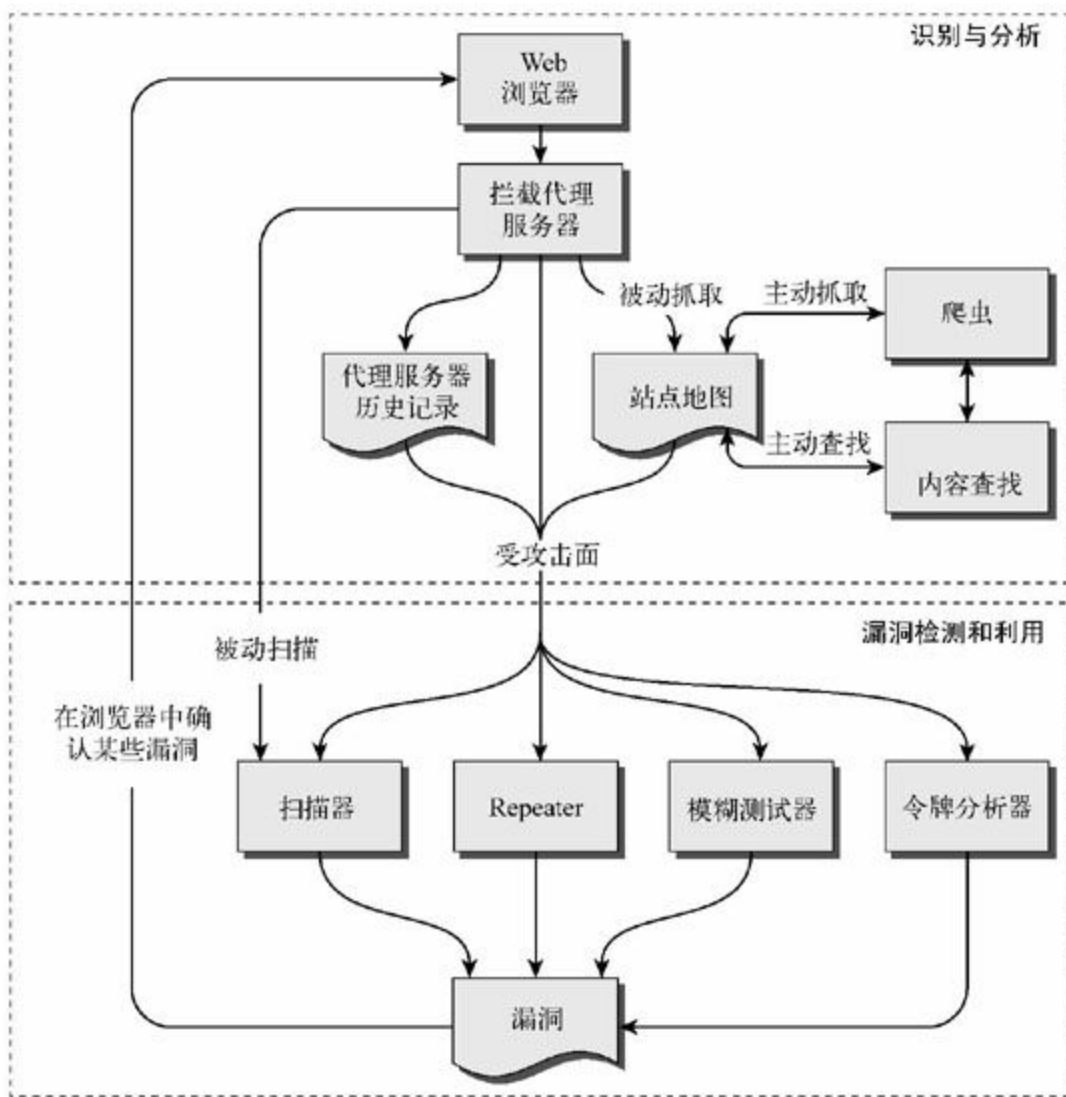 识别与分析
Web
浏览器
拦截代理
服务器
被动抓取
主动抓取
爬虫
代理服务器
历史记录
站点地图
主动查找
内容查找
受攻击面
漏洞检测和利用
被动扫描
在浏览器中确
认某些漏洞
扫描器
Repeater
模糊测试器
令牌分析器
漏洞